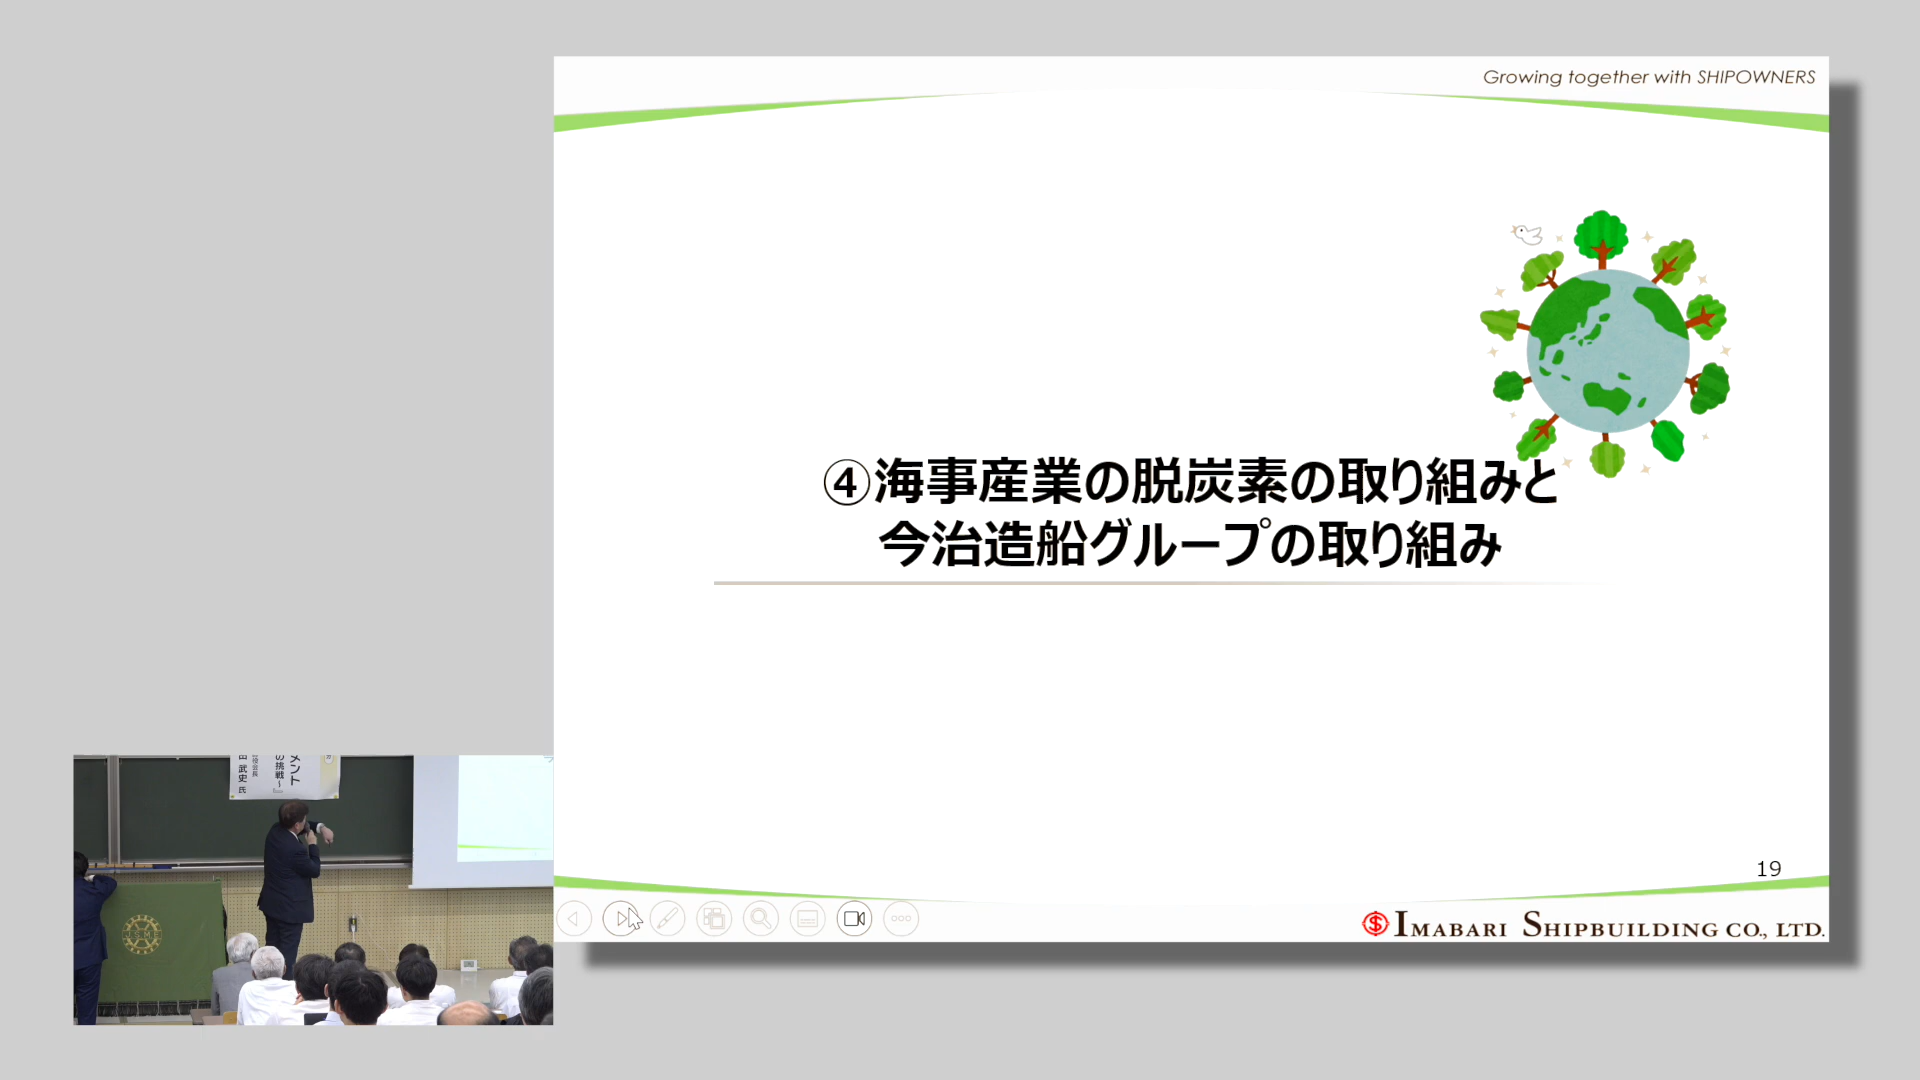 Growing together with SHIPOWNERS
④海事産業の脱炭素の取り組みと
今治造船グループの取り組み
19
IMABARI SHIPBUILDING CO., LTD.
メント
の挑戦～』
武史 氏
JSME